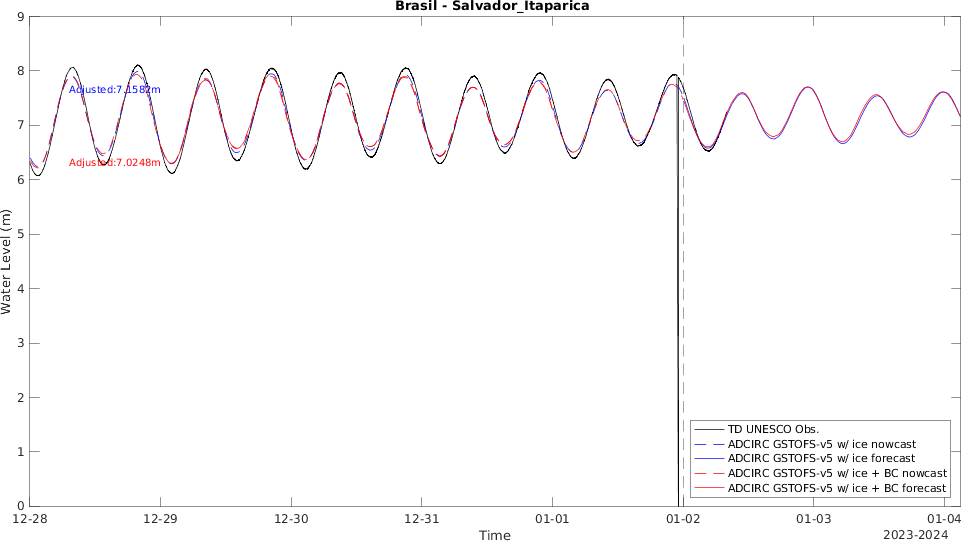 Brasil - Salvador_Itaparica
9
8
7
6
5
4
3
2
1
0
Water Level (m)
Adjusted:7.1582m
Adjusted:7.0248m
TD UNESCO Obs.
ADCIRC GSTOFS-v5 w/ ice nowcast
ADCIRC GSTOFS-v5 w/ ice forecast
ADCIRC GSTOFS-v5 w/ ice + BC nowcast
ADCIRC GSTOFS-v5 w/ ice + BC forecast
12-28
12-29
12-30
12-31
01-01
01-02
01-03
01-04
Time
2023-2024